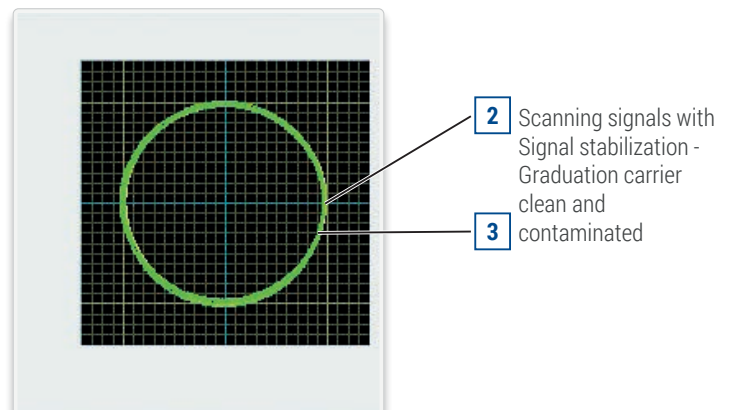 2 Scanning signals with
Signal stabilization -
Graduation carrier
clean and
3 contaminated